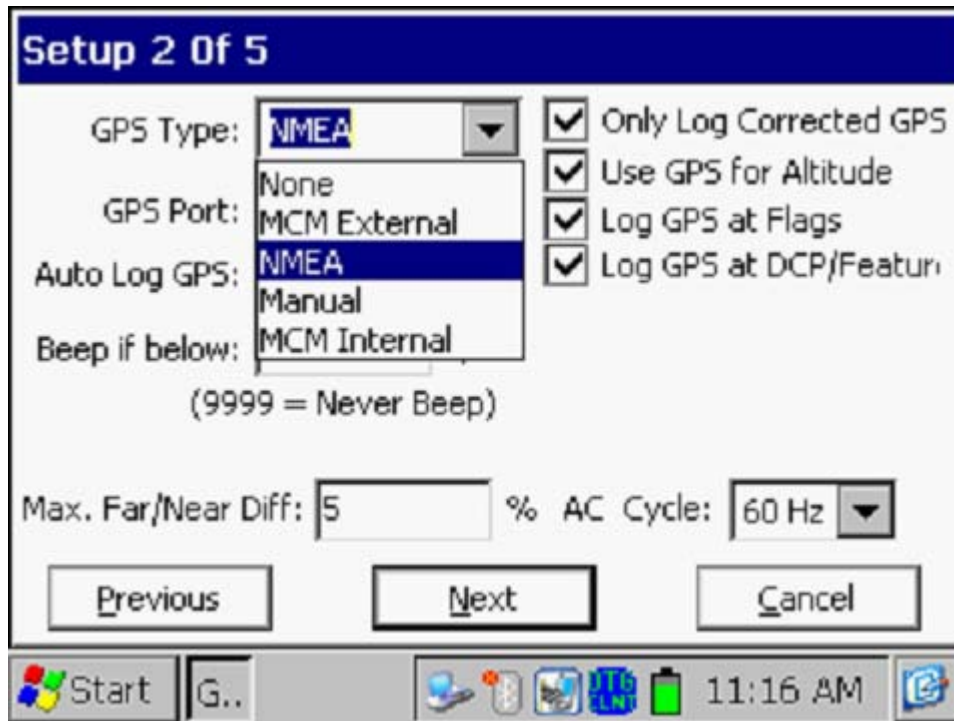 Setup 2 Of 5
GPS Type: NMEA
None
MCM External
NMEA
Manual
MCM Internal
GPS Port:
Auto Log GPS:
Beep if below:
(9999 = Never Beep)
Only Log Corrected GPS
Use GPS for Altitude
Log GPS at Flags
Log GPS at DCP/Featur
Max. Far/Near Diff: 5 % AC Cycle: 60 Hz
Previous Next Cancel
Start G.. DTG CLNT 11:16 AM